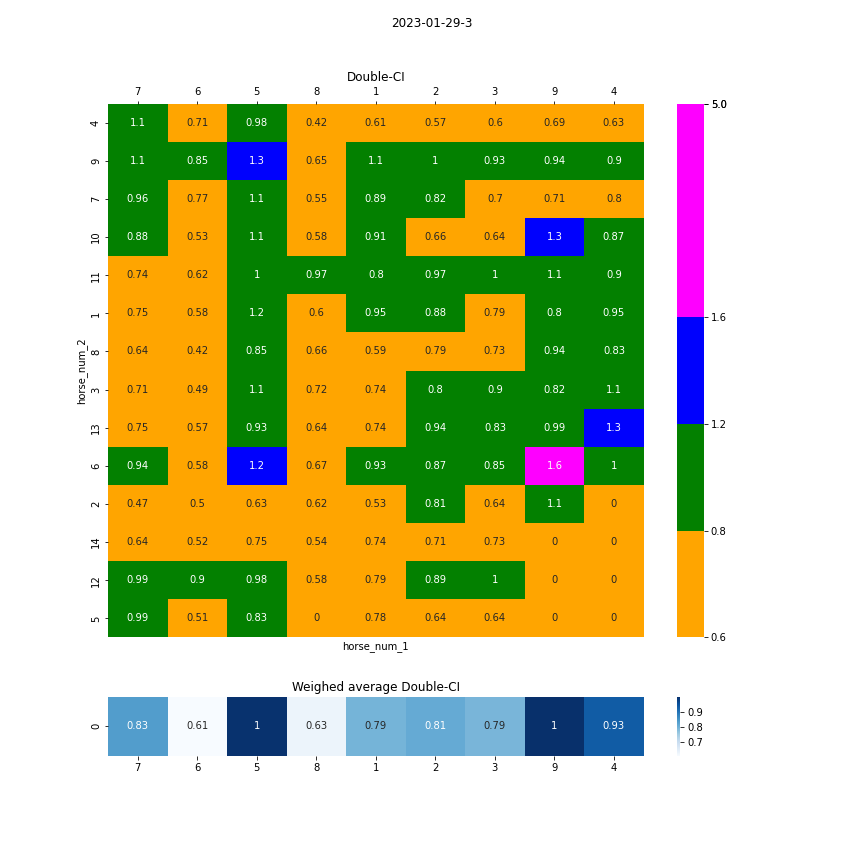 2023-01-29-3
Double-CI
7 6 5 8 1 2 3 9 4
4 1.1 0.71 0.98 0.42 0.61 0.57 0.6 0.69 0.63
9 1.1 0.85 1.3 0.65 1.1 1 0.93 0.94 0.9
7 0.96 0.77 1.1 0.55 0.89 0.82 0.7 0.71 0.8
10 0.88 0.53 1.1 0.58 0.91 0.66 0.64 1.3 0.87
11 0.74 0.62 1 0.97 0.8 0.97 1 1.1 0.9
1 0.75 0.58 1.2 0.6 0.95 0.88 0.79 0.8 0.95
8 0.64 0.42 0.85 0.66 0.59 0.79 0.73 0.94 0.83
3 0.71 0.49 1.1 0.72 0.74 0.8 0.9 0.82 1.1
13 0.75 0.57 0.93 0.64 0.74 0.94 0.83 0.99 1.3
6 0.94 0.58 1.2 0.67 0.93 0.87 0.85 1.6 1
2 0.47 0.5 0.63 0.62 0.53 0.81 0.64 1.1 0
14 0.64 0.52 0.75 0.54 0.74 0.71 0.73 0 0
12 0.99 0.9 0.98 0.58 0.79 0.89 1 0 0
5 0.99 0.51 0.83 0 0.78 0.64 0.64 0 0
horse_num_2
horse_num_1
5.0
1.6
1.2
0.8
0.6
Weighed average Double-CI
0 0.83 0.61 1 0.63 0.79 0.81 0.79 1 0.93
7 6 5 8 1 2 3 9 4
0.9
0.8
0.7